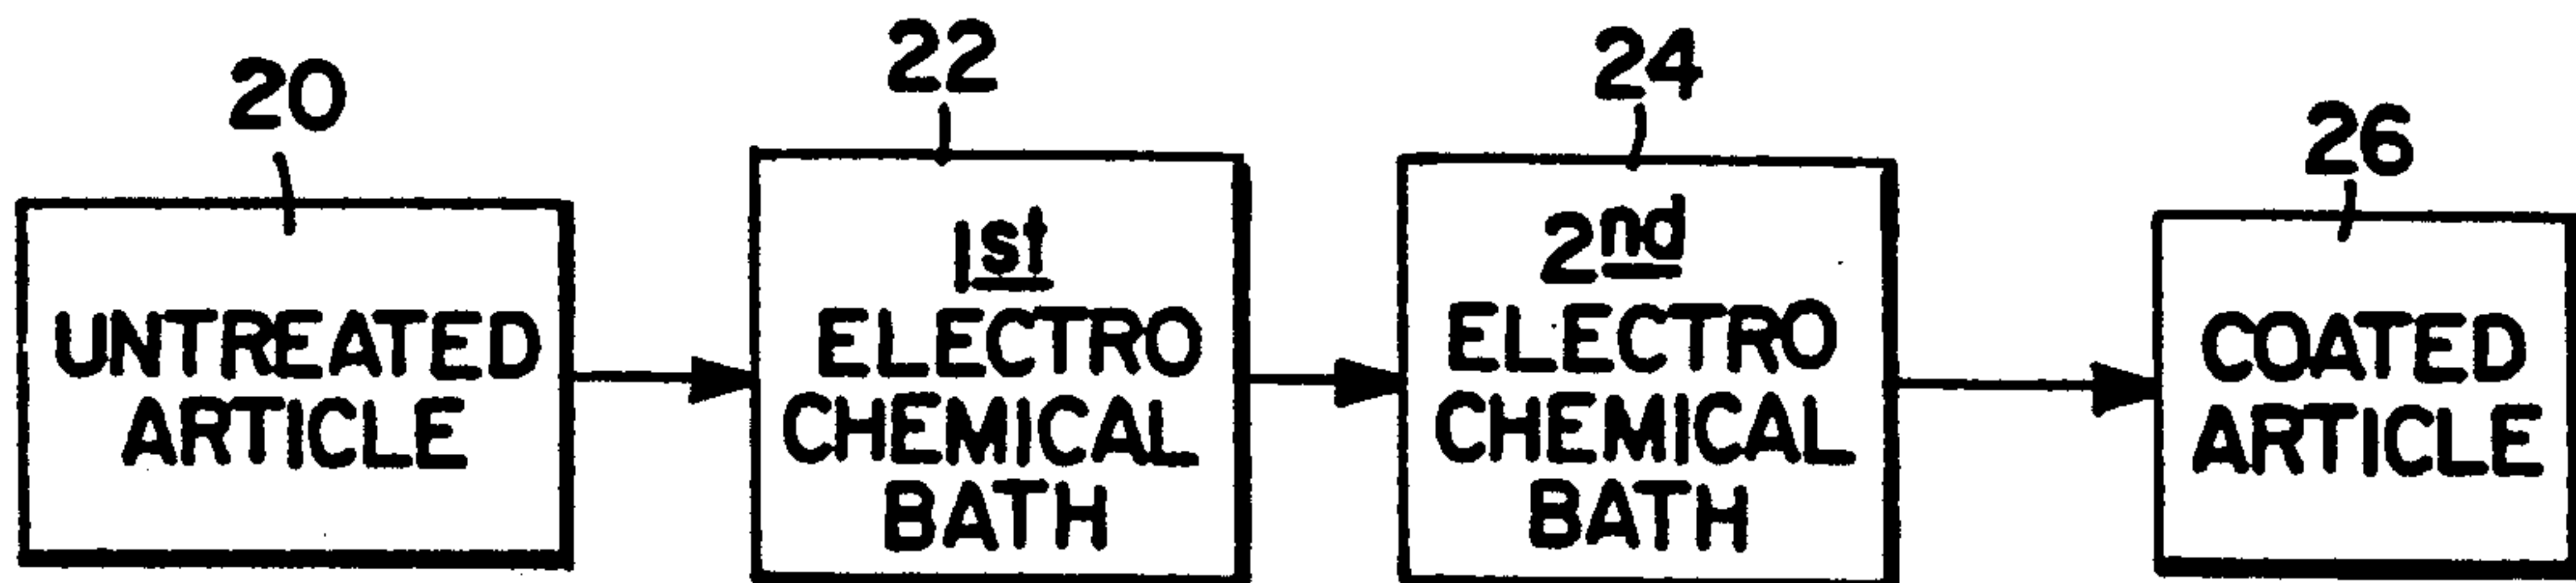 20
UNTREATED
ARTICLE
22
1st
ELECTRO
CHEMICAL
BATH
24
2nd
ELECTRO
CHEMICAL
BATH
26
COATED
ARTICLE